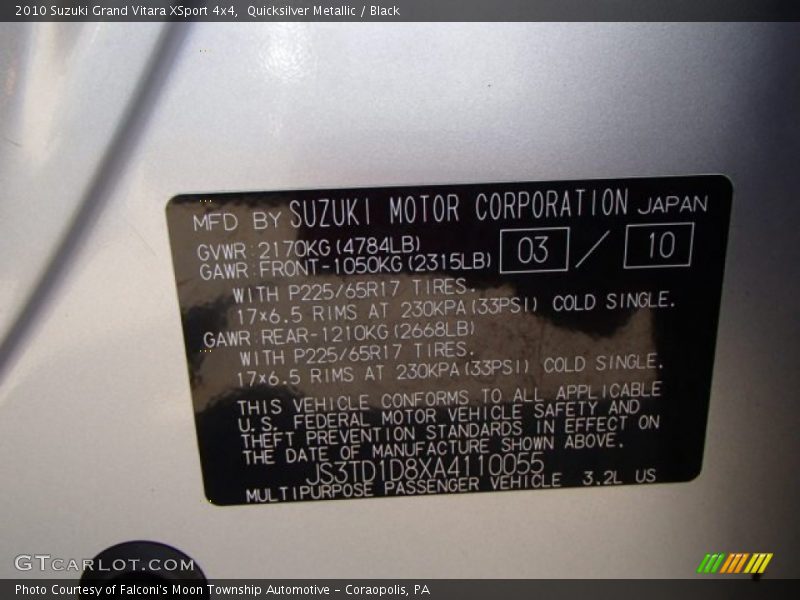 2010 Suzuki Grand Vitara XSport 4x4, Quicksilver Metallic / Black
MFD BY SUZUKI MOTOR CORPORATION JAPAN
GVWR:2170KG(4784LB)
GAWR:FRONT-1050KG(2315LB)
03 / 10
WITH P225/65R17 TIRES.
17×6.5 RIMS AT 230KPA(33PSI) COLD SINGLE.
GAWR:REAR-1210KG(2668LB)
WITH P225/65R17 TIRES.
17×6.5 RIMS AT 230KPA(33PSI) COLD SINGLE.
THIS VEHICLE CONFORMS TO ALL APPLICABLE
U.S. FEDERAL MOTOR VEHICLE SAFETY AND
THEFT PREVENTION STANDARDS IN EFFECT ON
THE DATE OF MANUFACTURE SHOWN ABOVE.
JS3TD1D8XA4110055
MULTIPURPOSE PASSENGER VEHICLE 3.2L US
GTCARLOT.COM
Photo Courtesy of Falconi's Moon Township Automotive - Coraopolis, PA